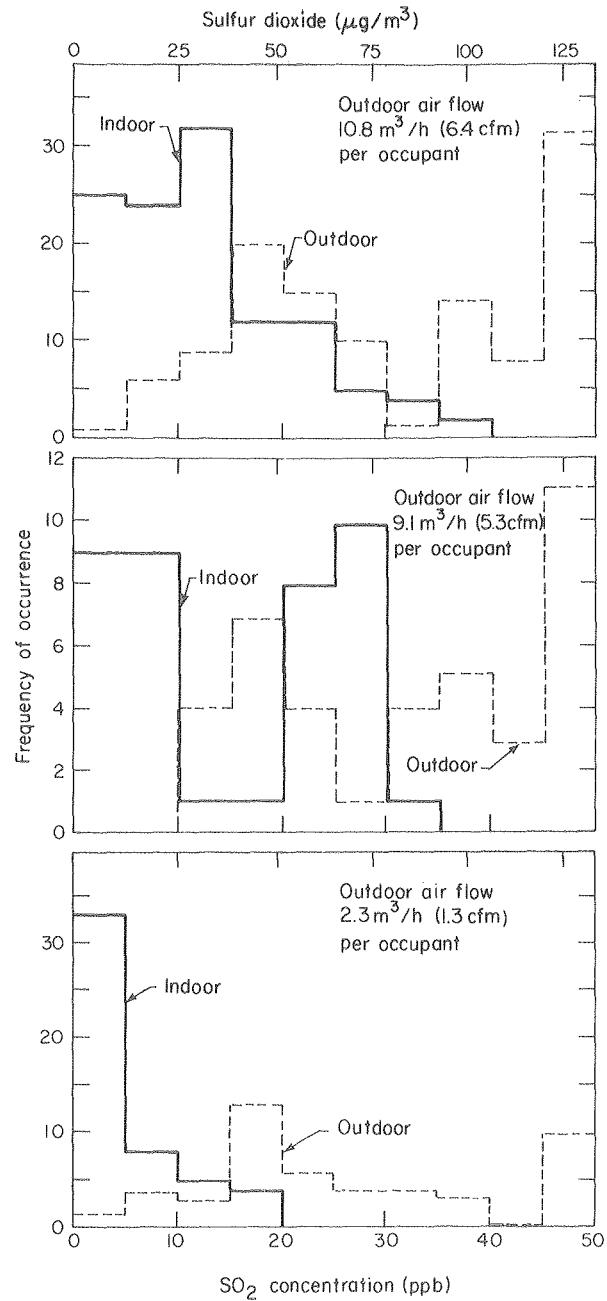 Sulfur dioxide (μg/m³)
0 25 50 75 100 125
Outdoor air flow
10.8 m³/h (6.4 cfm)
per occupant
Indoor
Outdoor
30
20
10
0
Outdoor air flow
9.1 m³/h (5.3cfm)
per occupant
Indoor
Outdoor
12
10
8
6
4
2
0
Frequency of occurrence
Outdoor air flow
2.3 m³/h (1.3 cfm)
per occupant
Indoor
Outdoor
30
20
10
0
0 10 20 30 40 50
SO₂ concentration (ppb)